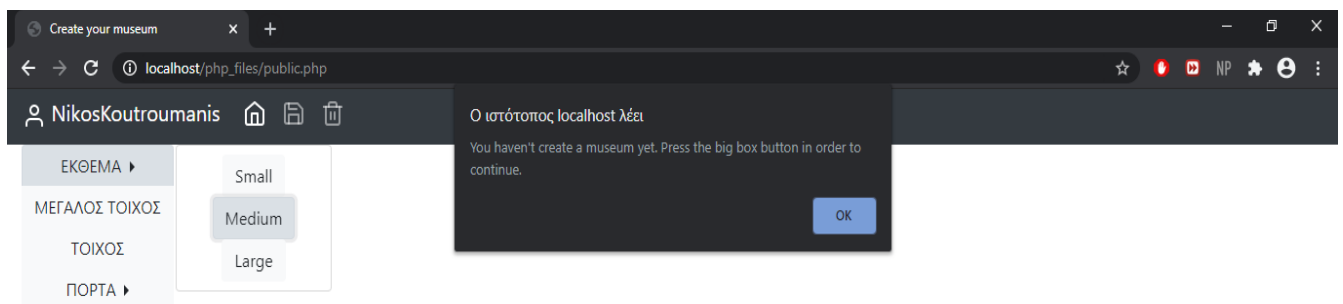 Create your museum
localhost/php_files/public.php
NP
NikosKoutroumanis
Ο ιστότοπος localhost λέει
You haven't create a museum yet. Press the big box button in order to
continue.
OK
ΕΚΘΕΜΑ
ΜΕΓΑΛΟΣ ΤΟΙΧΟΣ
ΤΟΙΧΟΣ
ΠΟΡΤΑ
Small
Medium
Large